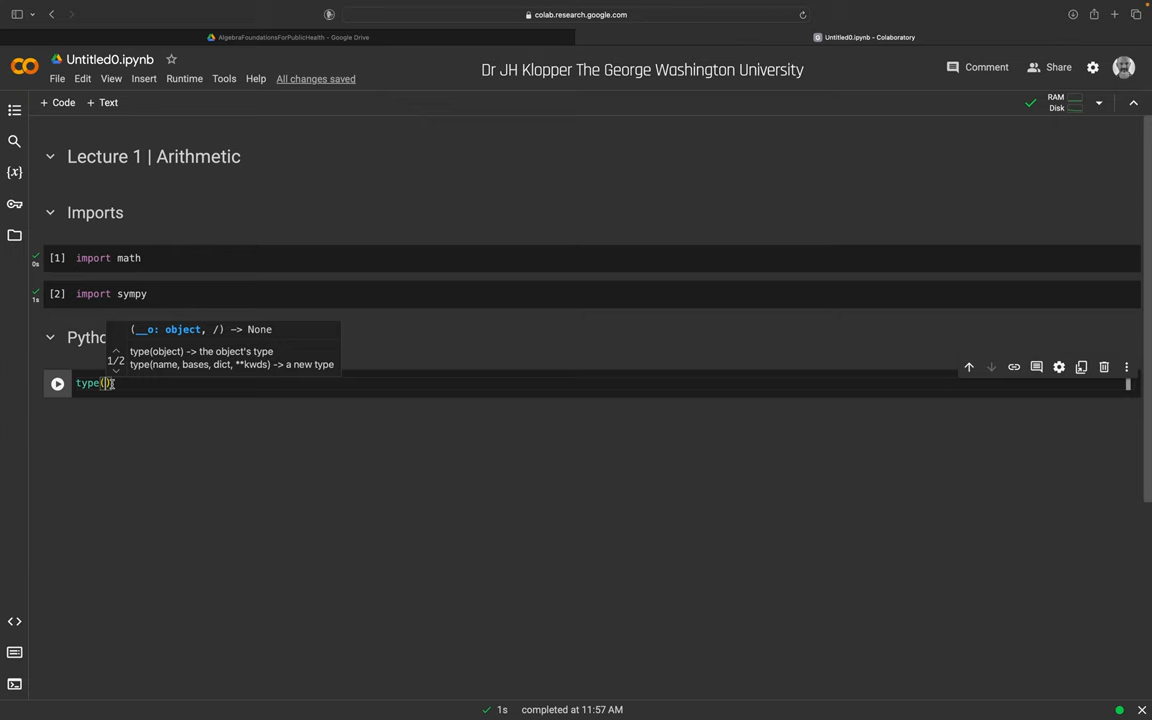 colab.research.google.com
AlgebraFoundationsForPublicHealth - Google Drive
Untitled0.ipynb - Colaboratory
Untitled0.ipynb
Dr JH Klopper The George Washington University
Comment
Share
File Edit View Insert Runtime Tools Help All changes saved
+ Code + Text
RAM
Disk
Lecture 1 | Arithmetic
Imports
[1] import math
0s
[2] import sympy
1s
(__o: object, /) -> None
Pytho
type(object) -> the object's type
1/2
type(name, bases, dict, **kwds) -> a new type
type()
1s completed at 11:57 AM